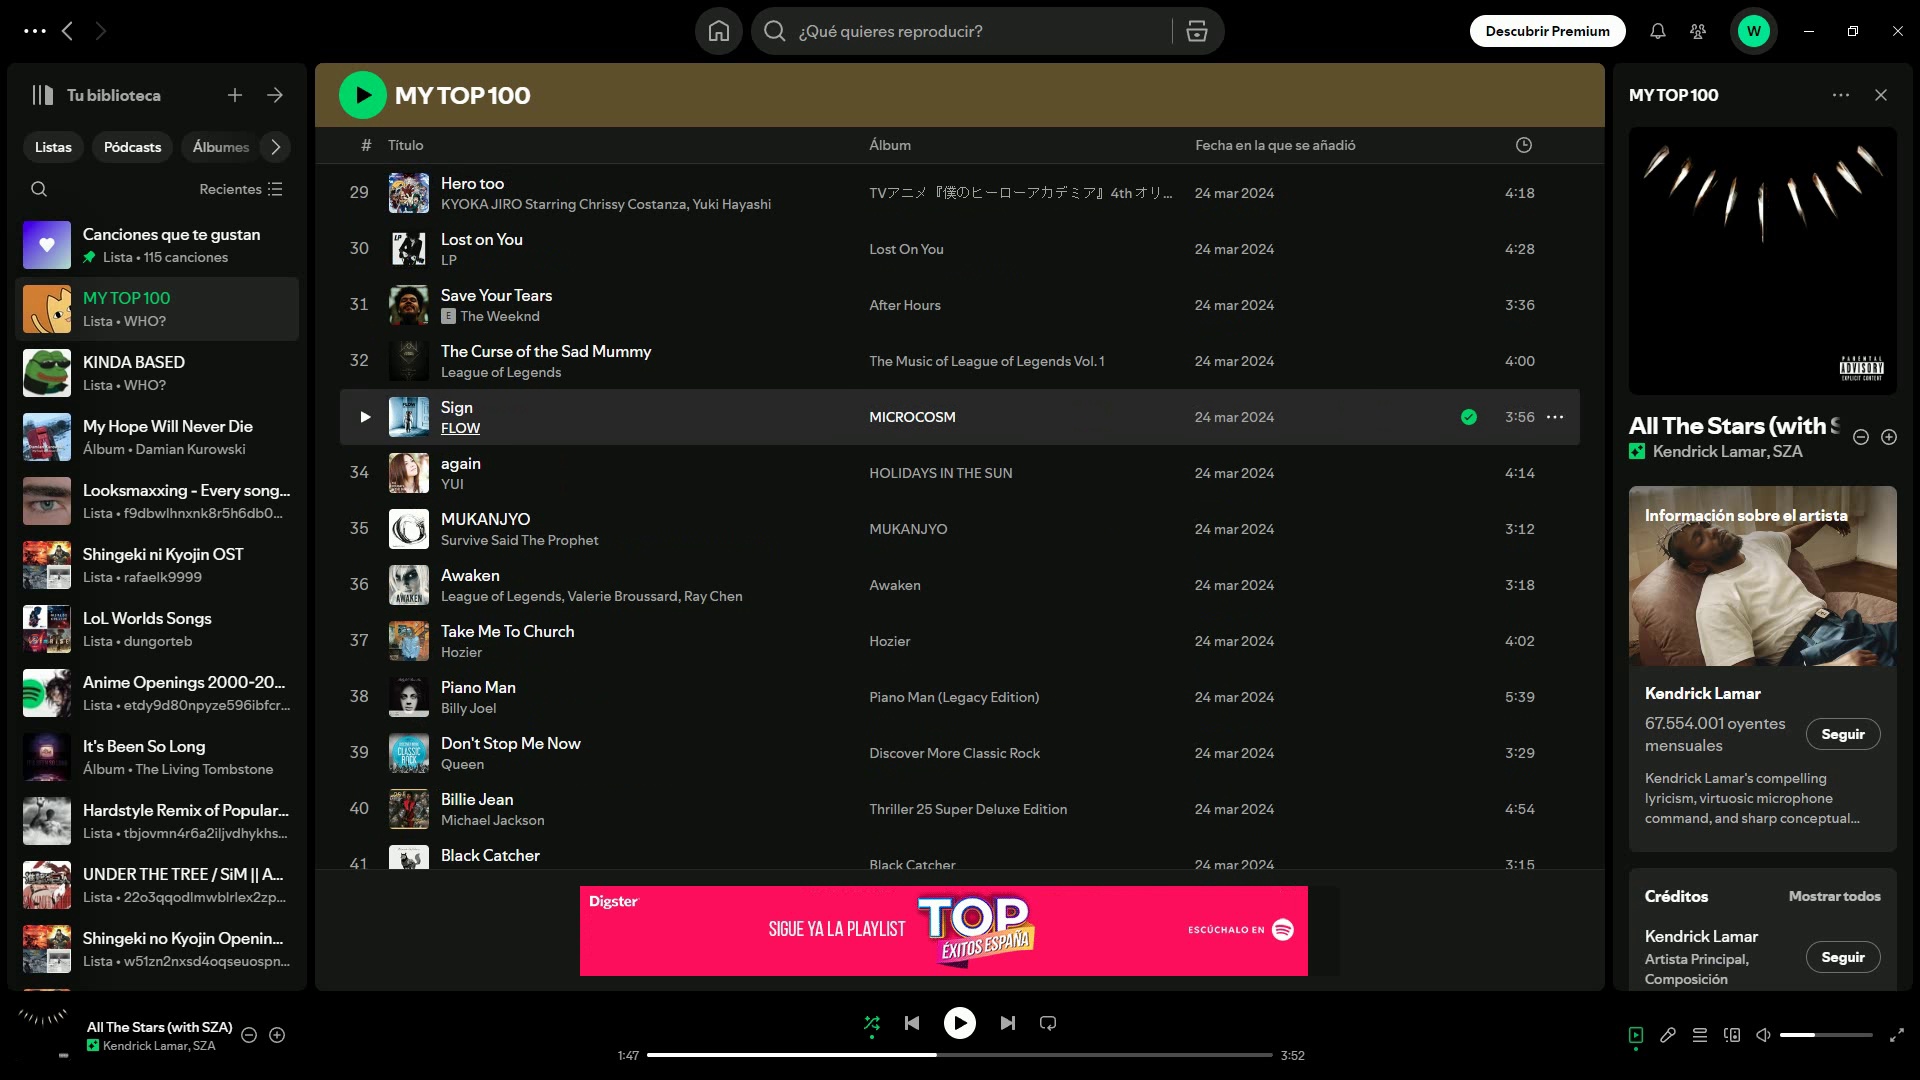 ¿Qué quieres reproducir?
Descubrir Premium
W
Tu biblioteca
Listas
Pódcasts
Álbumes
Recientes
Canciones que te gustan
Lista • 115 canciones
MY TOP 100
Lista • WHO?
KINDA BASED
Lista • WHO?
My Hope Will Never Die
Álbum • Damian Kurowski
Looksmaxxing - Every song...
Lista • f9dbwlhnxnk8r5h6db0...
Shingeki ni Kyojin OST
Lista • rafaelk9999
LoL Worlds Songs
Lista • dungorteb
Anime Openings 2000-20...
Lista • etdy9d80npyze596ibfcr...
It's Been So Long
Álbum • The Living Tombstone
Hardstyle Remix of Popular...
Lista • tbjovmn4r6a2iljvdhykhs...
UNDER THE TREE / SiM || A...
Lista • 22o3qqodlmwblrlex2zp...
Shingeki no Kyojin Openin...
Lista • w51zn2nxsd4oqseuospn...
MY TOP 100
# Título Álbum Fecha en la que se añadió
29 Hero too TVアニメ『僕のヒーローアカデミア』4th オリ... 24 mar 2024 4:18
KYOKA JIRO Starring Chrissy Costanza, Yuki Hayashi
30 Lost on You Lost On You 24 mar 2024 4:28
LP
31 Save Your Tears After Hours 24 mar 2024 3:36
E The Weeknd
32 The Curse of the Sad Mummy The Music of League of Legends Vol. 1 24 mar 2024 4:00
League of Legends
Sign MICROCOSM 24 mar 2024 3:56
FLOW
34 again HOLIDAYS IN THE SUN 24 mar 2024 4:14
YUI
35 MUKANJYO MUKANJYO 24 mar 2024 3:12
Survive Said The Prophet
36 Awaken Awaken 24 mar 2024 3:18
League of Legends, Valerie Broussard, Ray Chen
AWAKEN
37 Take Me To Church Hozier 24 mar 2024 4:02
Hozier
38 Piano Man Piano Man (Legacy Edition) 24 mar 2024 5:39
Billy Joel
39 Don't Stop Me Now Discover More Classic Rock 24 mar 2024 3:29
Queen
CLASSIC ROCK
40 Billie Jean Thriller 25 Super Deluxe Edition 24 mar 2024 4:54
Michael Jackson
41 Black Catcher Black Catcher 24 mar 2024 3:15
Digster
SIGUE YA LA PLAYLIST
TOP
ÉXITOS ESPAÑA
ESCÚCHALO EN
MY TOP 100
PARENTAL
ADVISORY
EXPLICIT CONTENT
All The Stars (with S
Kendrick Lamar, SZA
Información sobre el artista
Kendrick Lamar
67.554.001 oyentes
mensuales
Seguir
Kendrick Lamar's compelling
lyricism, virtuosic microphone
command, and sharp conceptual...
Créditos
Mostrar todos
Kendrick Lamar
Artista Principal,
Composición
Seguir
All The Stars (with SZA)
Kendrick Lamar, SZA
1:47
3:52